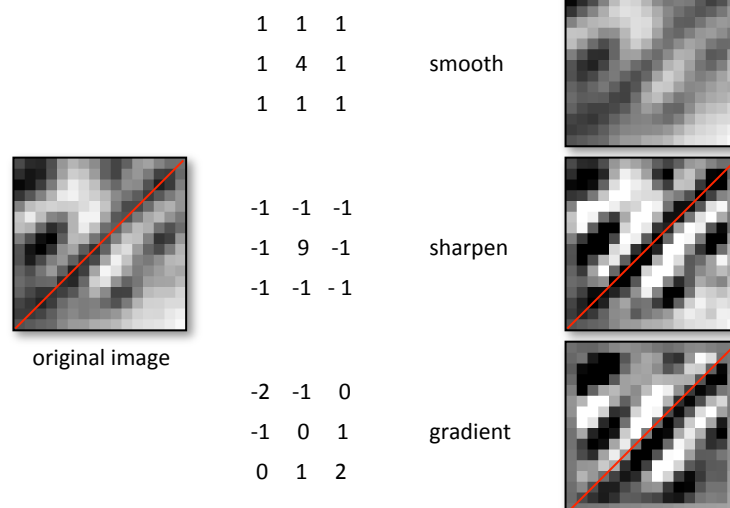 1 1 1
1 4 1 smooth
1 1 1
-1 -1 -1
-1 9 -1 sharpen
-1 -1 - 1
original image
-2 -1 0
-1 0 1 gradient
0 1 2